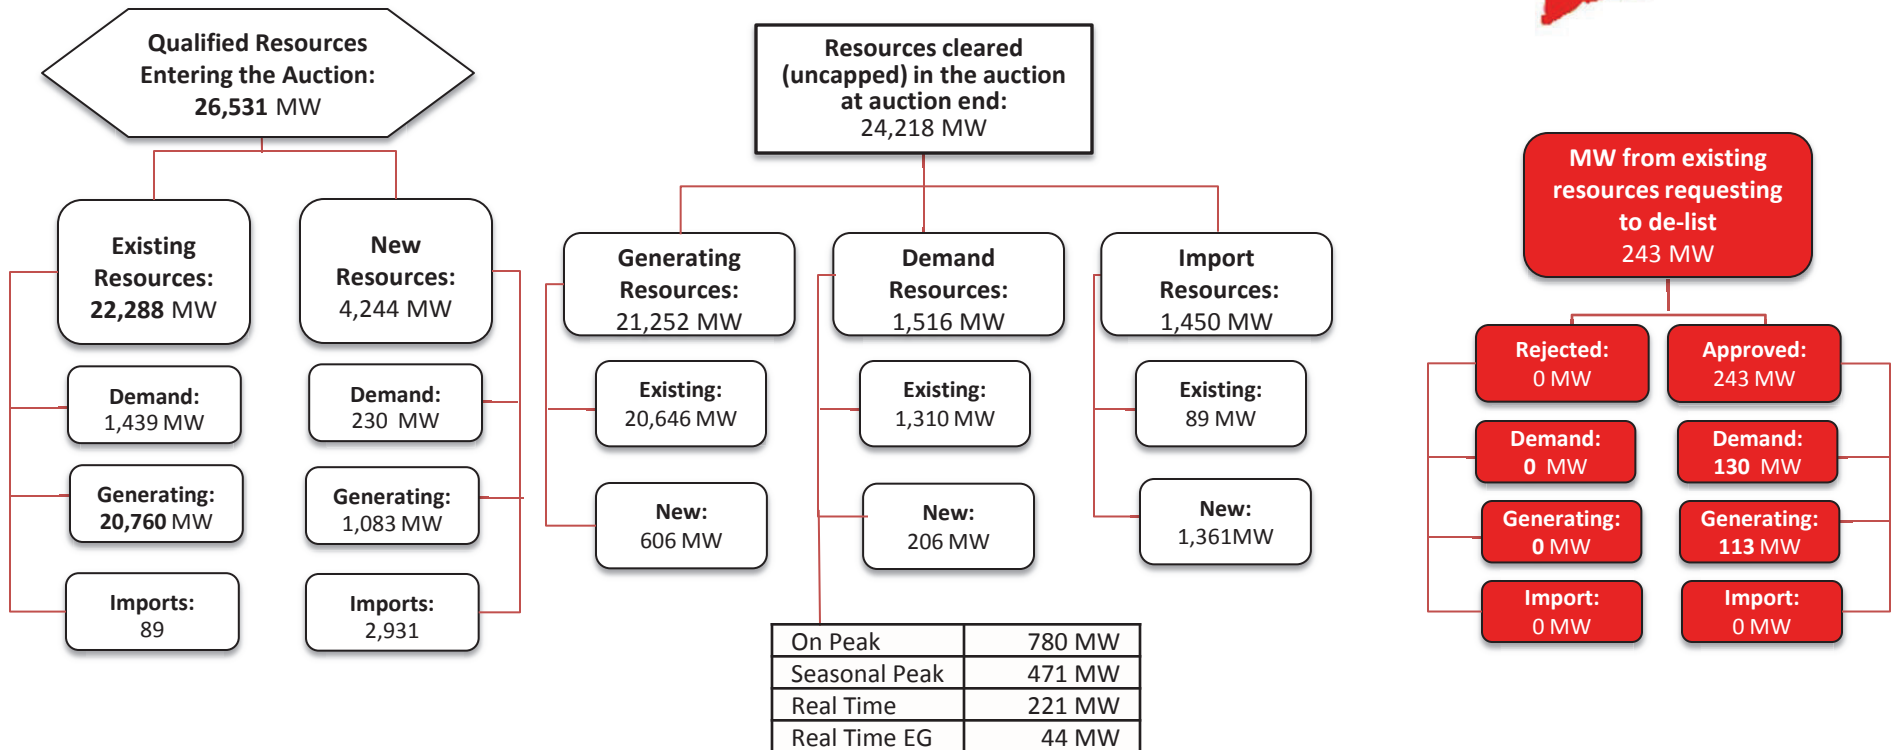 Qualified Resources
Entering the Auction:
26,531 MW
Existing
Resources:
22,288 MW
New
Resources:
4,244 MW
Demand:
1,439 MW
Demand:
230 MW
Generating:
20,760 MW
Generating:
1,083 MW
Imports:
89
Imports:
2,931
Resources cleared
(uncapped) in the auction
at auction end:
24,218 MW
Generating
Resources:
21,252 MW
Demand
Resources:
1,516 MW
Import
Resources:
1,450 MW
Existing:
20,646 MW
Existing:
1,310 MW
Existing:
89 MW
New:
606 MW
New:
206 MW
New:
1,361MW
On Peak 780 MW
Seasonal Peak 471 MW
Real Time 221 MW
Real Time EG 44 MW
MW from existing
resources requesting
to de-list
243 MW
Rejected:
0 MW
Approved:
243 MW
Demand:
0 MW
Demand:
130 MW
Generating:
0 MW
Generating:
113 MW
Import:
0 MW
Import:
0 MW